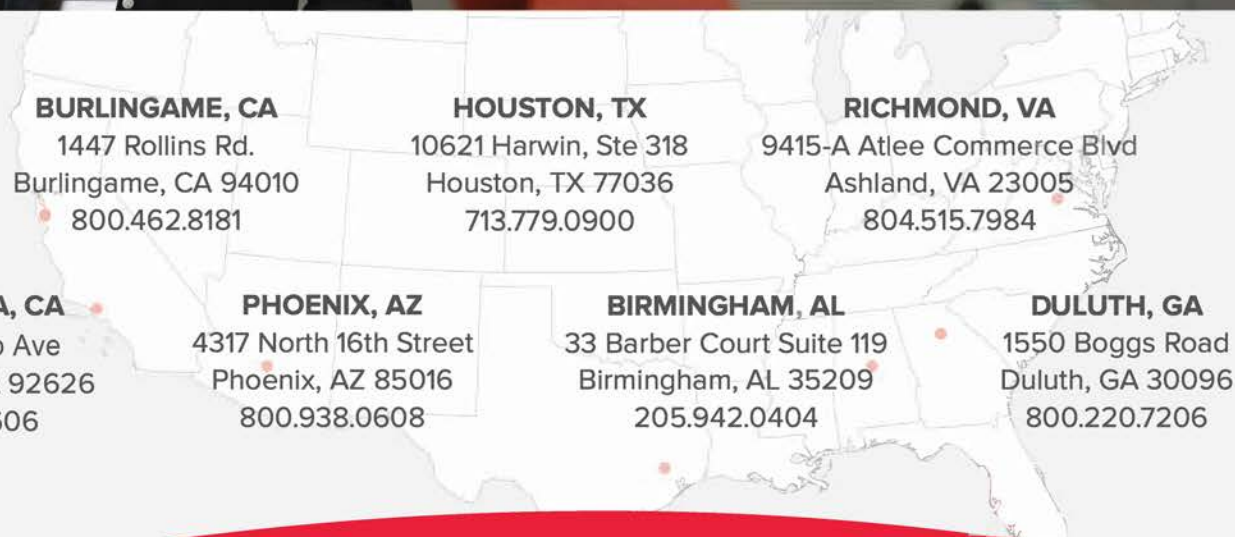 BURLINGAME, CA
1447 Rollins Rd.
Burlingame, CA 94010
800.462.8181
HOUSTON, TX
10621 Harwin, Ste 318
Houston, TX 77036
713.779.0900
RICHMOND, VA
9415-A Atlee Commerce Blvd
Ashland, VA 23005
804.515.7984
CA
Ave
92626
PHOENIX, AZ
4317 North 16th Street
Phoenix, AZ 85016
800.938.0608
BIRMINGHAM, AL
33 Barber Court Suite 119
Birmingham, AL 35209
205.942.0404
DULUTH, GA
1550 Boggs Road
Duluth, GA 30096
800.220.7206